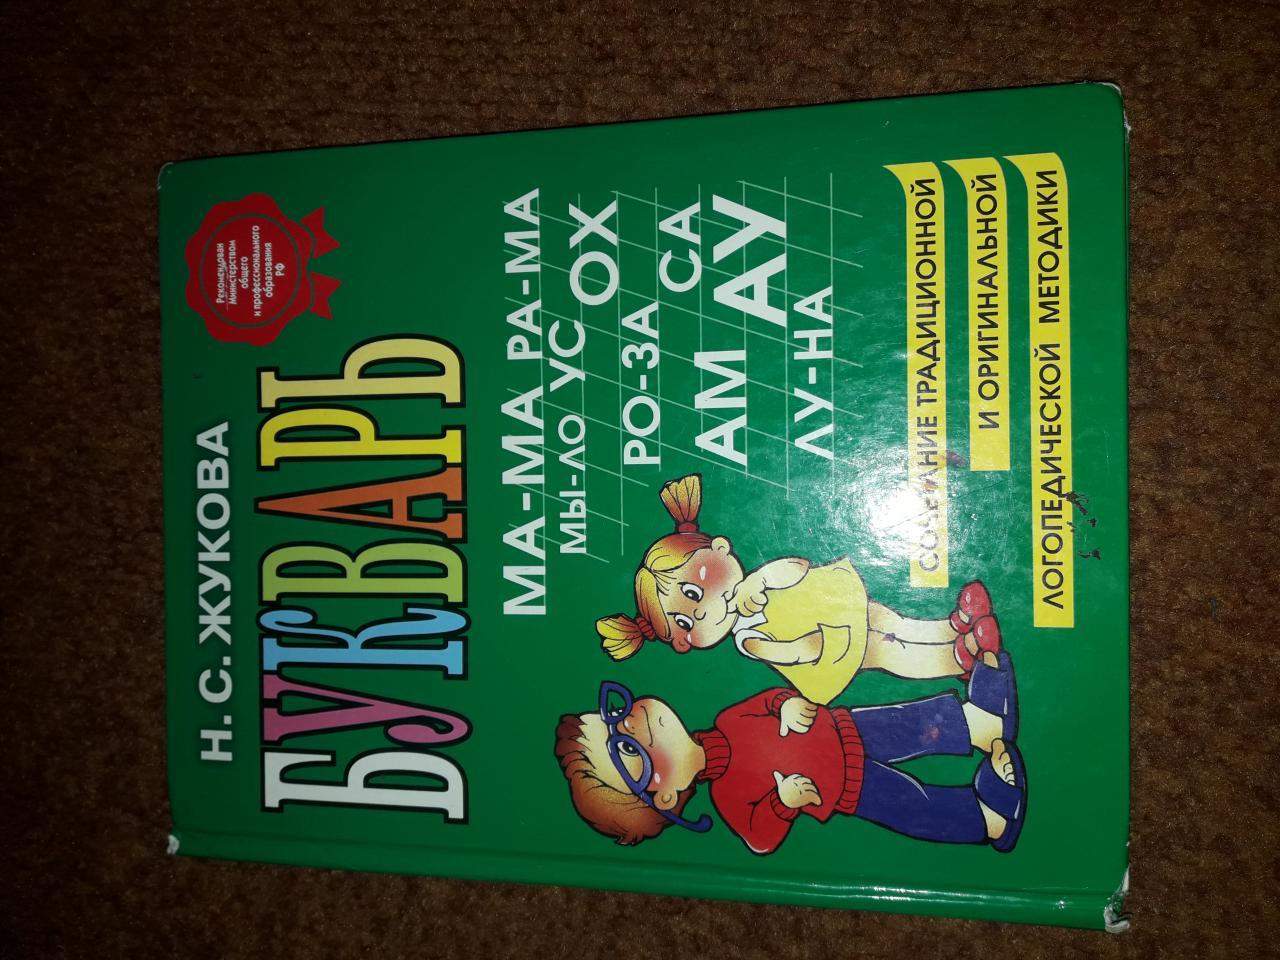 Рекомендован
Министерством
общего
и профессионального
образования
РФ
Н. С. ЖУКОВА
БУКВАРЬ
МА-МА РА-МА
МЫ-ЛО УС ОХ
РО-ЗА СА
АМ АУ
ЛУ-НА
СОЧЕТАНИЕ ТРАДИЦИОННОЙ
И ОРИГИНАЛЬНОЙ
ЛОГОПЕДИЧЕСКОЙ МЕТОДИКИ